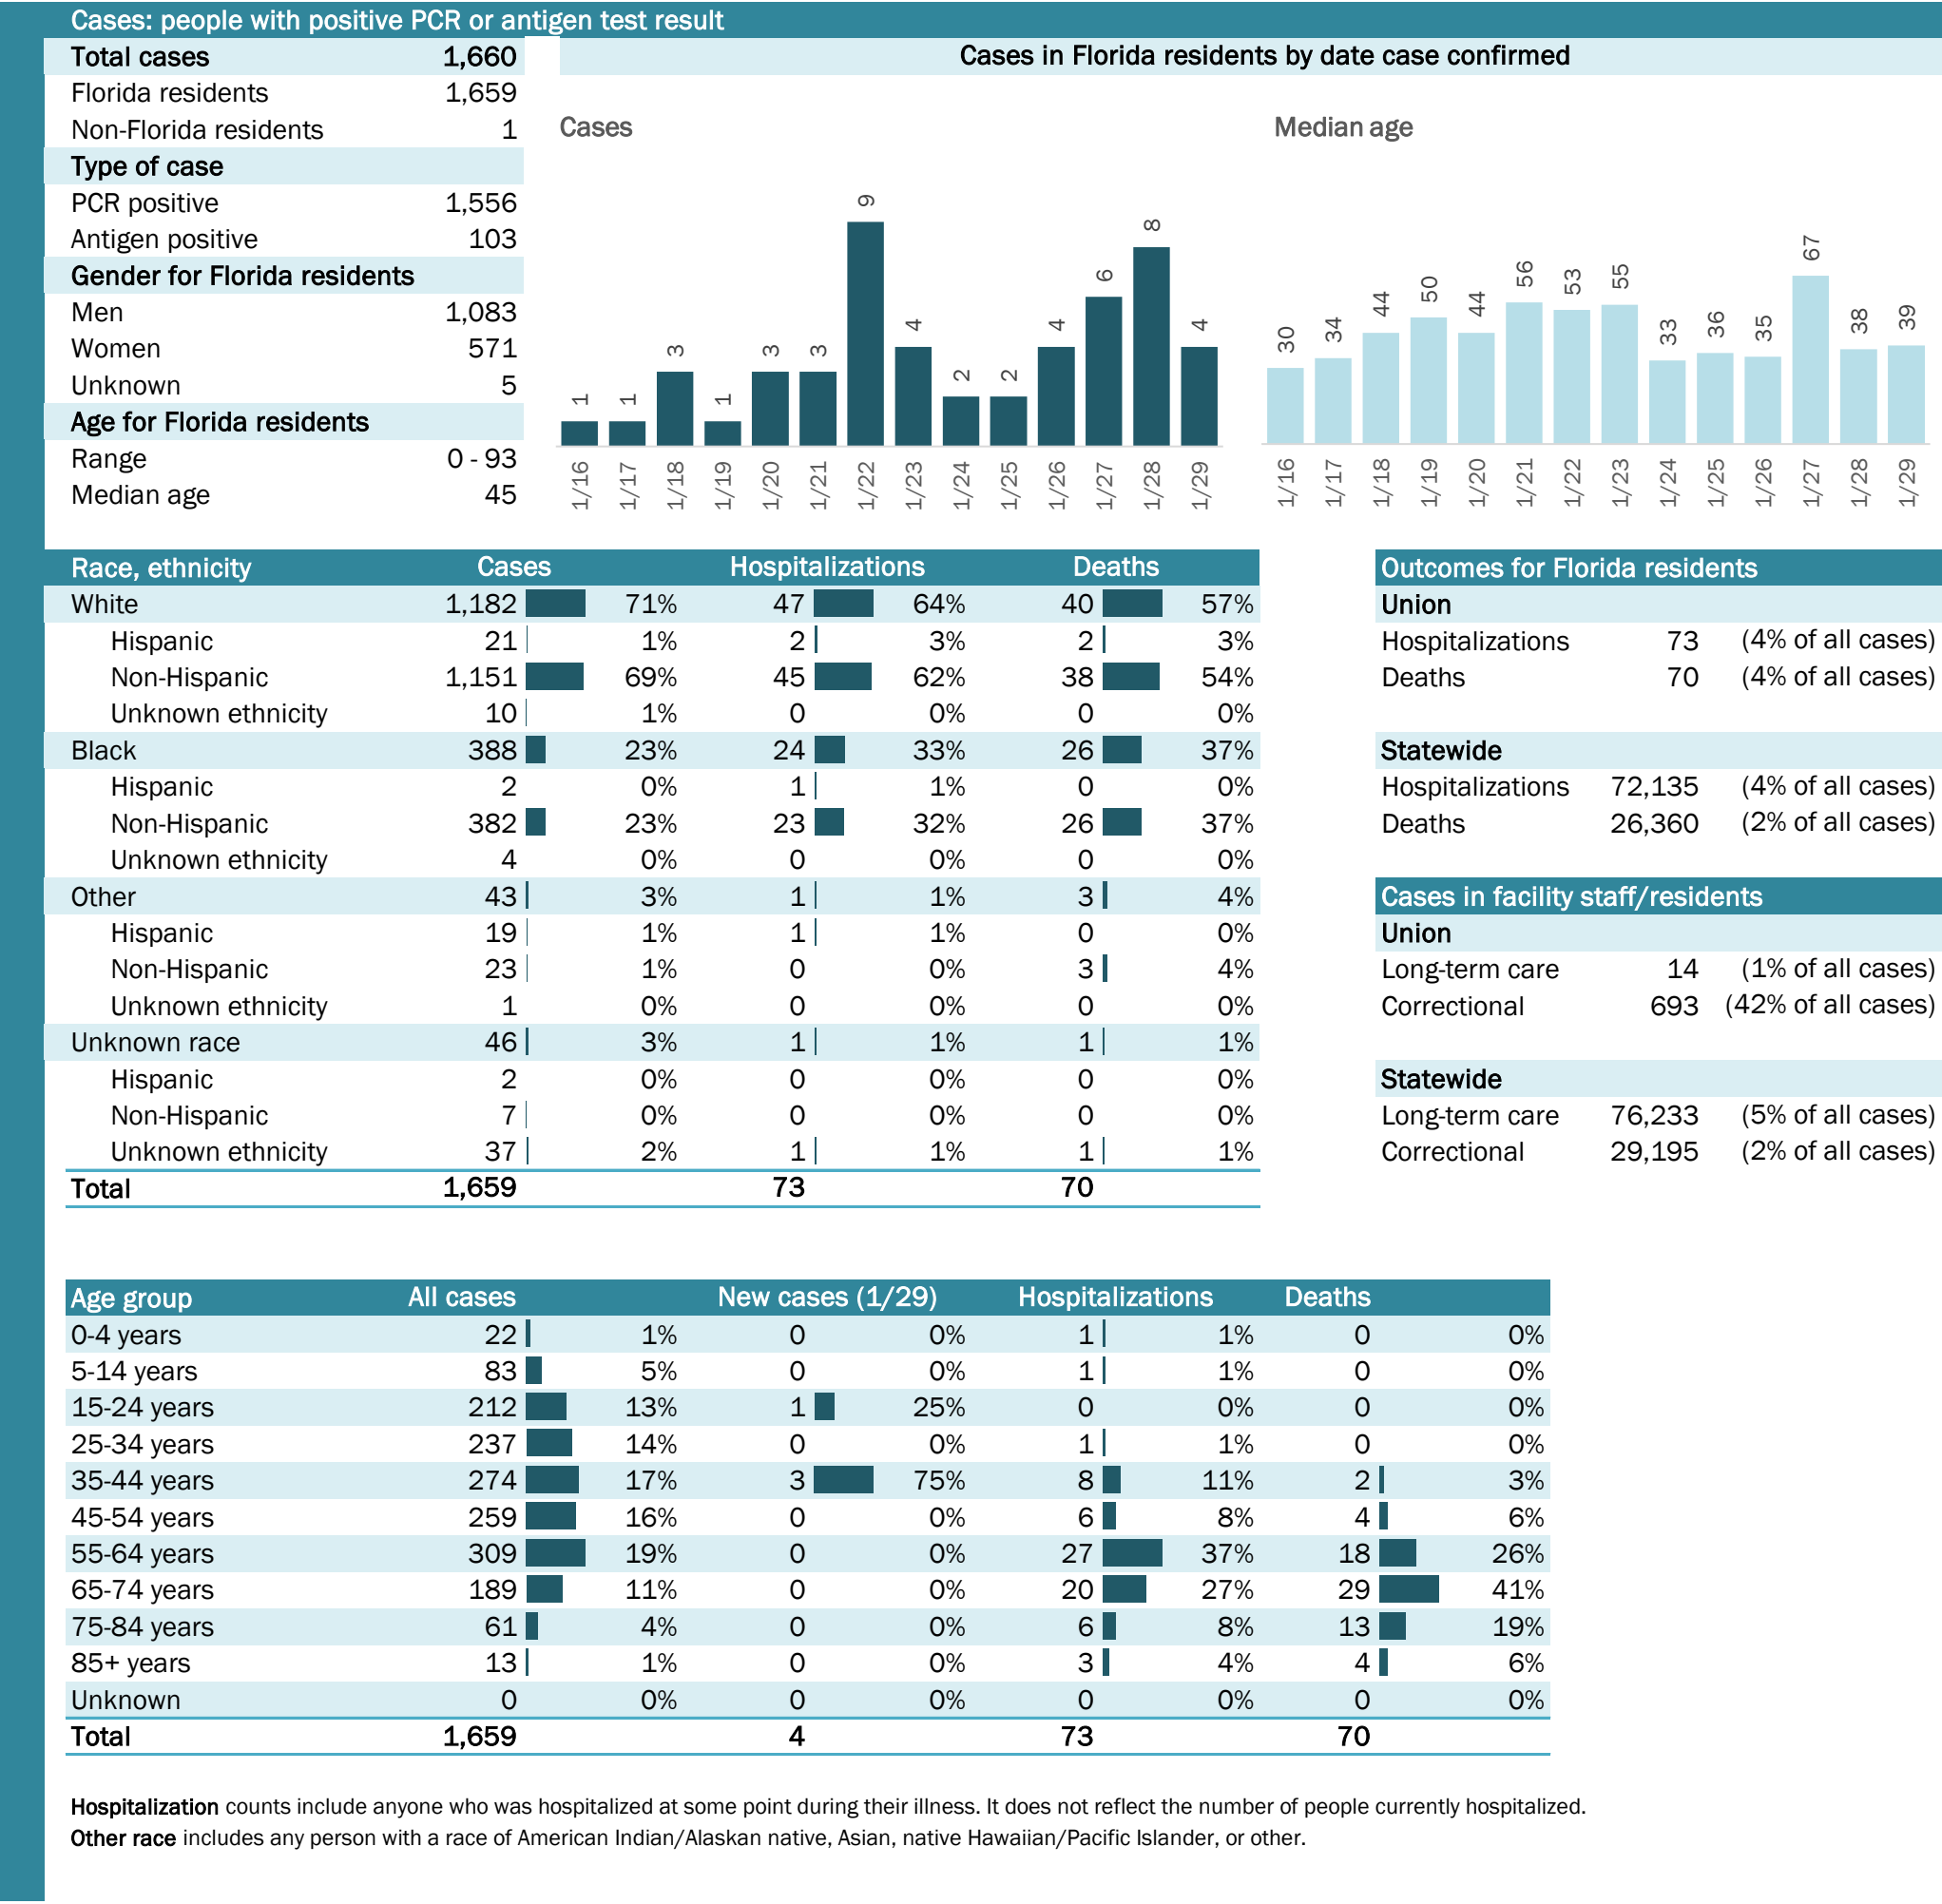 Cases: people with positive PCR or antigen test result
Total cases 1,660
Florida residents 1,659
Non-Florida residents 1
Type of case
PCR positive 1,556
Antigen positive 103
Gender for Florida residents
Men 1,083
Women 571
Unknown 5
Age for Florida residents
Range 0 - 93
Median age 45
Cases in Florida residents by date case confirmed
Cases
1 1 3 1 3 3 9 4 2 2 4 6 8 4
1/16 1/17 1/18 1/19 1/20 1/21 1/22 1/23 1/24 1/25 1/26 1/27 1/28 1/29
Median age
30 34 44 50 44 56 53 55 33 36 35 67 38 39
1/16 1/17 1/18 1/19 1/20 1/21 1/22 1/23 1/24 1/25 1/26 1/27 1/28 1/29
Race, ethnicity Cases Hospitalizations Deaths
White 1,182 71% 47 64% 40 57%
Hispanic 21 1% 2 3% 2 3%
Non-Hispanic 1,151 69% 45 62% 38 54%
Unknown ethnicity 10 1% 0 0% 0 0%
Black 388 23% 24 33% 26 37%
Hispanic 2 0% 1 1% 0 0%
Non-Hispanic 382 23% 23 32% 26 37%
Unknown ethnicity 4 0% 0 0% 0 0%
Other 43 3% 1 1% 3 4%
Hispanic 19 1% 1 1% 0 0%
Non-Hispanic 23 1% 0 0% 3 4%
Unknown ethnicity 1 0% 0 0% 0 0%
Unknown race 46 3% 1 1% 1 1%
Hispanic 2 0% 0 0% 0 0%
Non-Hispanic 7 0% 0 0% 0 0%
Unknown ethnicity 37 2% 1 1% 1 1%
Total 1,659 73 70
Outcomes for Florida residents
Union
Hospitalizations 73 (4% of all cases)
Deaths 70 (4% of all cases)
Statewide
Hospitalizations 72,135 (4% of all cases)
Deaths 26,360 (2% of all cases)
Cases in facility staff/residents
Union
Long-term care 14 (1% of all cases)
Correctional 693 (42% of all cases)
Statewide
Long-term care 76,233 (5% of all cases)
Correctional 29,195 (2% of all cases)
Age group All cases New cases (1/29) Hospitalizations Deaths
0-4 years 22 1% 0 0% 1 1% 0 0%
5-14 years 83 5% 0 0% 1 1% 0 0%
15-24 years 212 13% 1 25% 0 0% 0 0%
25-34 years 237 14% 0 0% 1 1% 0 0%
35-44 years 274 17% 3 75% 8 11% 2 3%
45-54 years 259 16% 0 0% 6 8% 4 6%
55-64 years 309 19% 0 0% 27 37% 18 26%
65-74 years 189 11% 0 0% 20 27% 29 41%
75-84 years 61 4% 0 0% 6 8% 13 19%
85+ years 13 1% 0 0% 3 4% 4 6%
Unknown 0 0% 0 0% 0 0% 0 0%
Total 1,659 4 73 70
Hospitalization counts include anyone who was hospitalized at some point during their illness. It does not reflect the number of people currently hospitalized.
Other race includes any person with a race of American Indian/Alaskan native, Asian, native Hawaiian/Pacific Islander, or other.